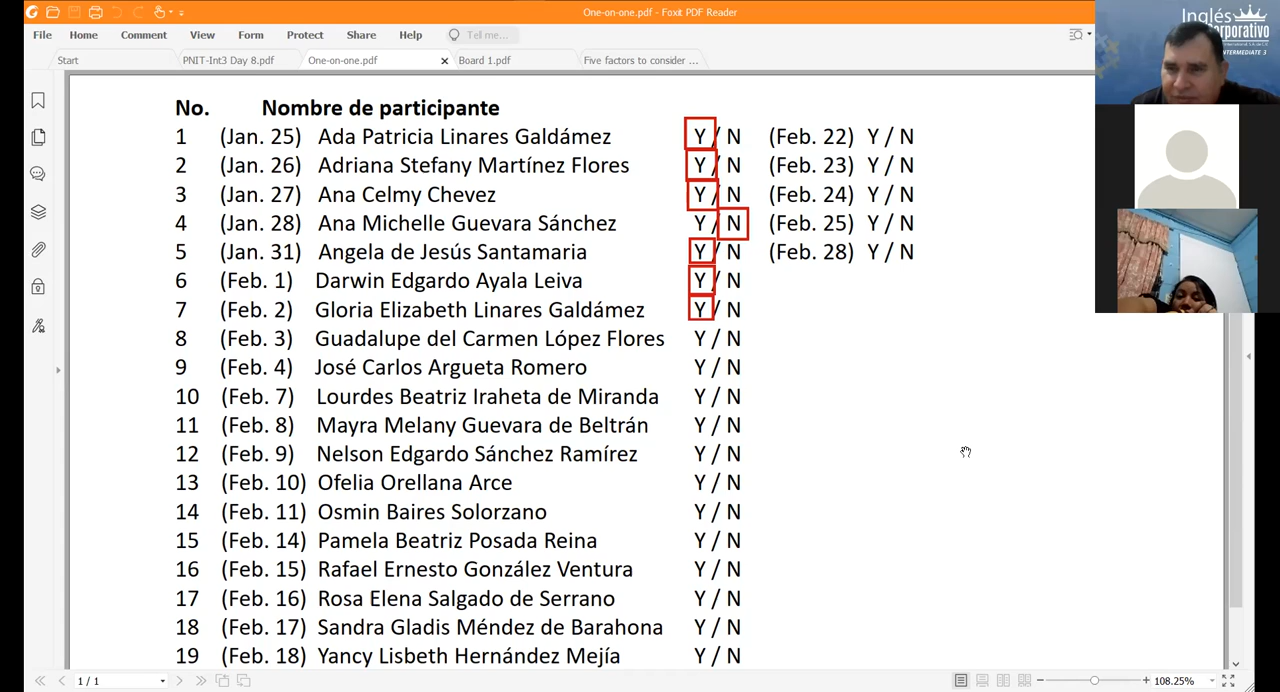 One-on-one.pdf - Foxit PDF Reader
File Home Comment View Form Protect Share Help Tell me...
Start PNIT-Int3 Day 8.pdf One-on-one.pdf Board 1.pdf Five factors to consider ...
Inglés
Corporativo
INTERMEDIATE 3
No. Nombre de participante
1 (Jan. 25) Ada Patricia Linares Galdámez Y / N (Feb. 22) Y / N
2 (Jan. 26) Adriana Stefany Martínez Flores Y / N (Feb. 23) Y / N
3 (Jan. 27) Ana Celmy Chevez Y / N (Feb. 24) Y / N
4 (Jan. 28) Ana Michelle Guevara Sánchez Y / N (Feb. 25) Y / N
5 (Jan. 31) Angela de Jesús Santamaria Y / N (Feb. 28) Y / N
6 (Feb. 1) Darwin Edgardo Ayala Leiva Y / N
7 (Feb. 2) Gloria Elizabeth Linares Galdámez Y / N
8 (Feb. 3) Guadalupe del Carmen López Flores Y / N
9 (Feb. 4) José Carlos Argueta Romero Y / N
10 (Feb. 7) Lourdes Beatriz Iraheta de Miranda Y / N
11 (Feb. 8) Mayra Melany Guevara de Beltrán Y / N
12 (Feb. 9) Nelson Edgardo Sánchez Ramírez Y / N
13 (Feb. 10) Ofelia Orellana Arce Y / N
14 (Feb. 11) Osmin Baires Solorzano Y / N
15 (Feb. 14) Pamela Beatriz Posada Reina Y / N
16 (Feb. 15) Rafael Ernesto González Ventura Y / N
17 (Feb. 16) Rosa Elena Salgado de Serrano Y / N
18 (Feb. 17) Sandra Gladis Méndez de Barahona Y / N
19 (Feb. 18) Yancy Lisbeth Hernández Mejía Y / N
1 / 1 108.25%